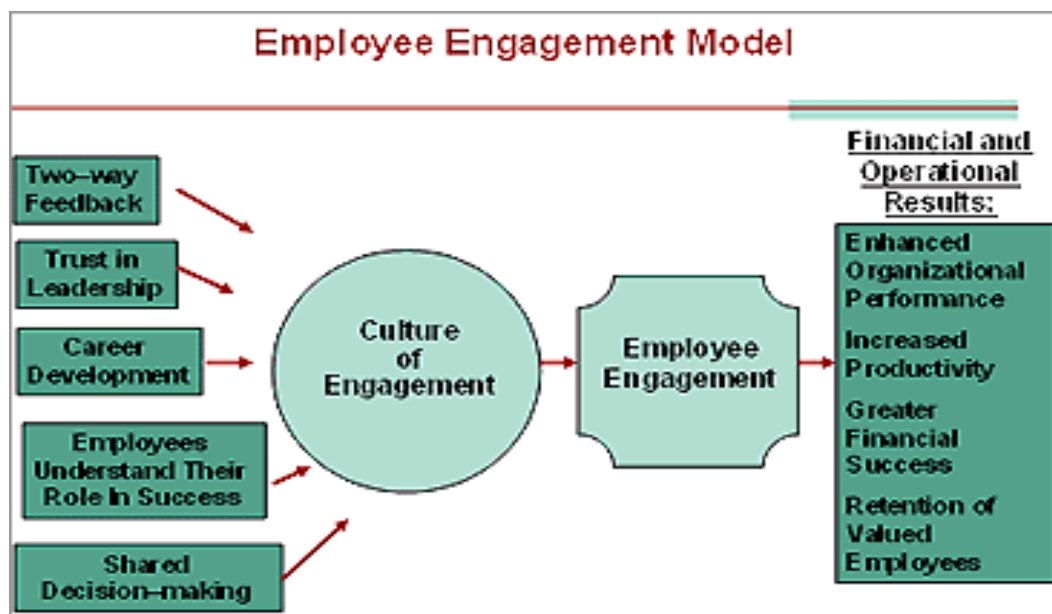 Employee Engagement Model
Two–way
Feedback
Trust in
Leadership
Career
Development
Employees
Understand Their
Role In Success
Shared
Decision–making
Culture
of
Engagement
Employee
Engagement
Financial and
Operational
Results:
Enhanced
Organizational
Performance
Increased
Productivity
Greater
Financial
Success
Retention of
Valued
Employees